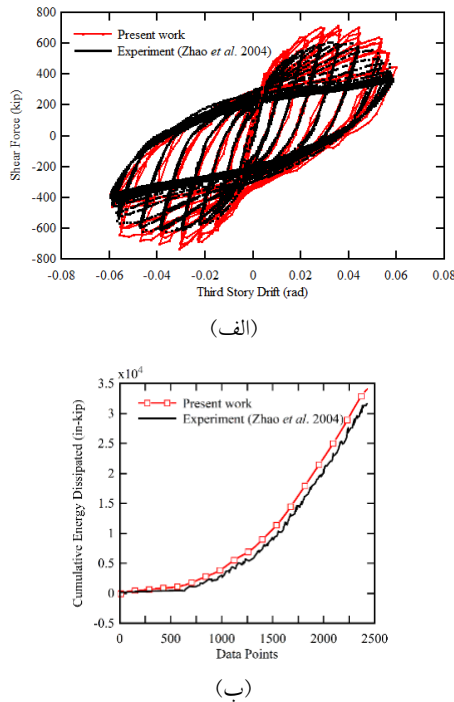 800
Present work
Experiment (Zhao et al. 2004)
600
400
200
0
-200
-400
-600
-800
Shear Force (kip)
-0.08 -0.06 -0.04 -0.02 0 0.02 0.04 0.06 0.08
Third Story Drift (rad)
(الف)
x10⁴
3.5
Present work
Experiment (Zhao et al. 2004)
3
2.5
2
1.5
1
0.5
0
-0.5
Cumulative Energy Dissipated (in-kip)
0 500 1000 1500 2000 2500
Data Points
(ب)